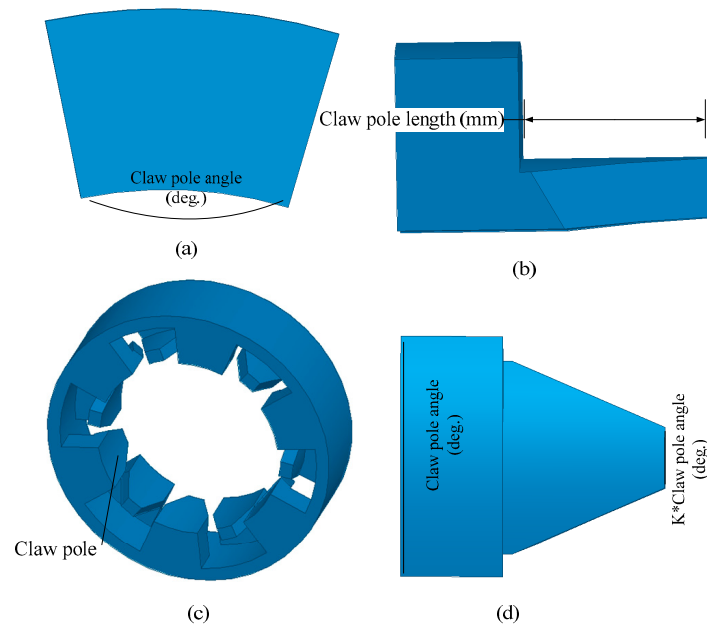 Claw pole angle
(deg.)
(a)
Claw pole length (mm)
(b)
Claw pole
(c)
Claw pole angle
(deg.)
K*Claw pole angle
(deg.)
(d)